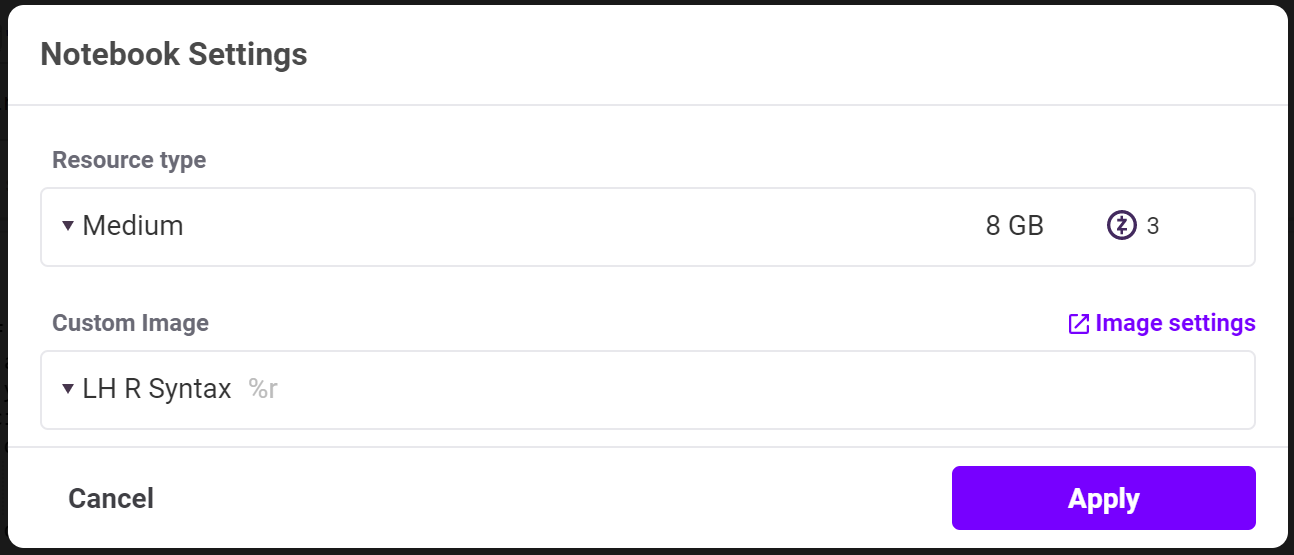 Notebook Settings
Resource type
Medium 8 GB 3
Custom Image Image settings
LH R Syntax %r
Cancel Apply